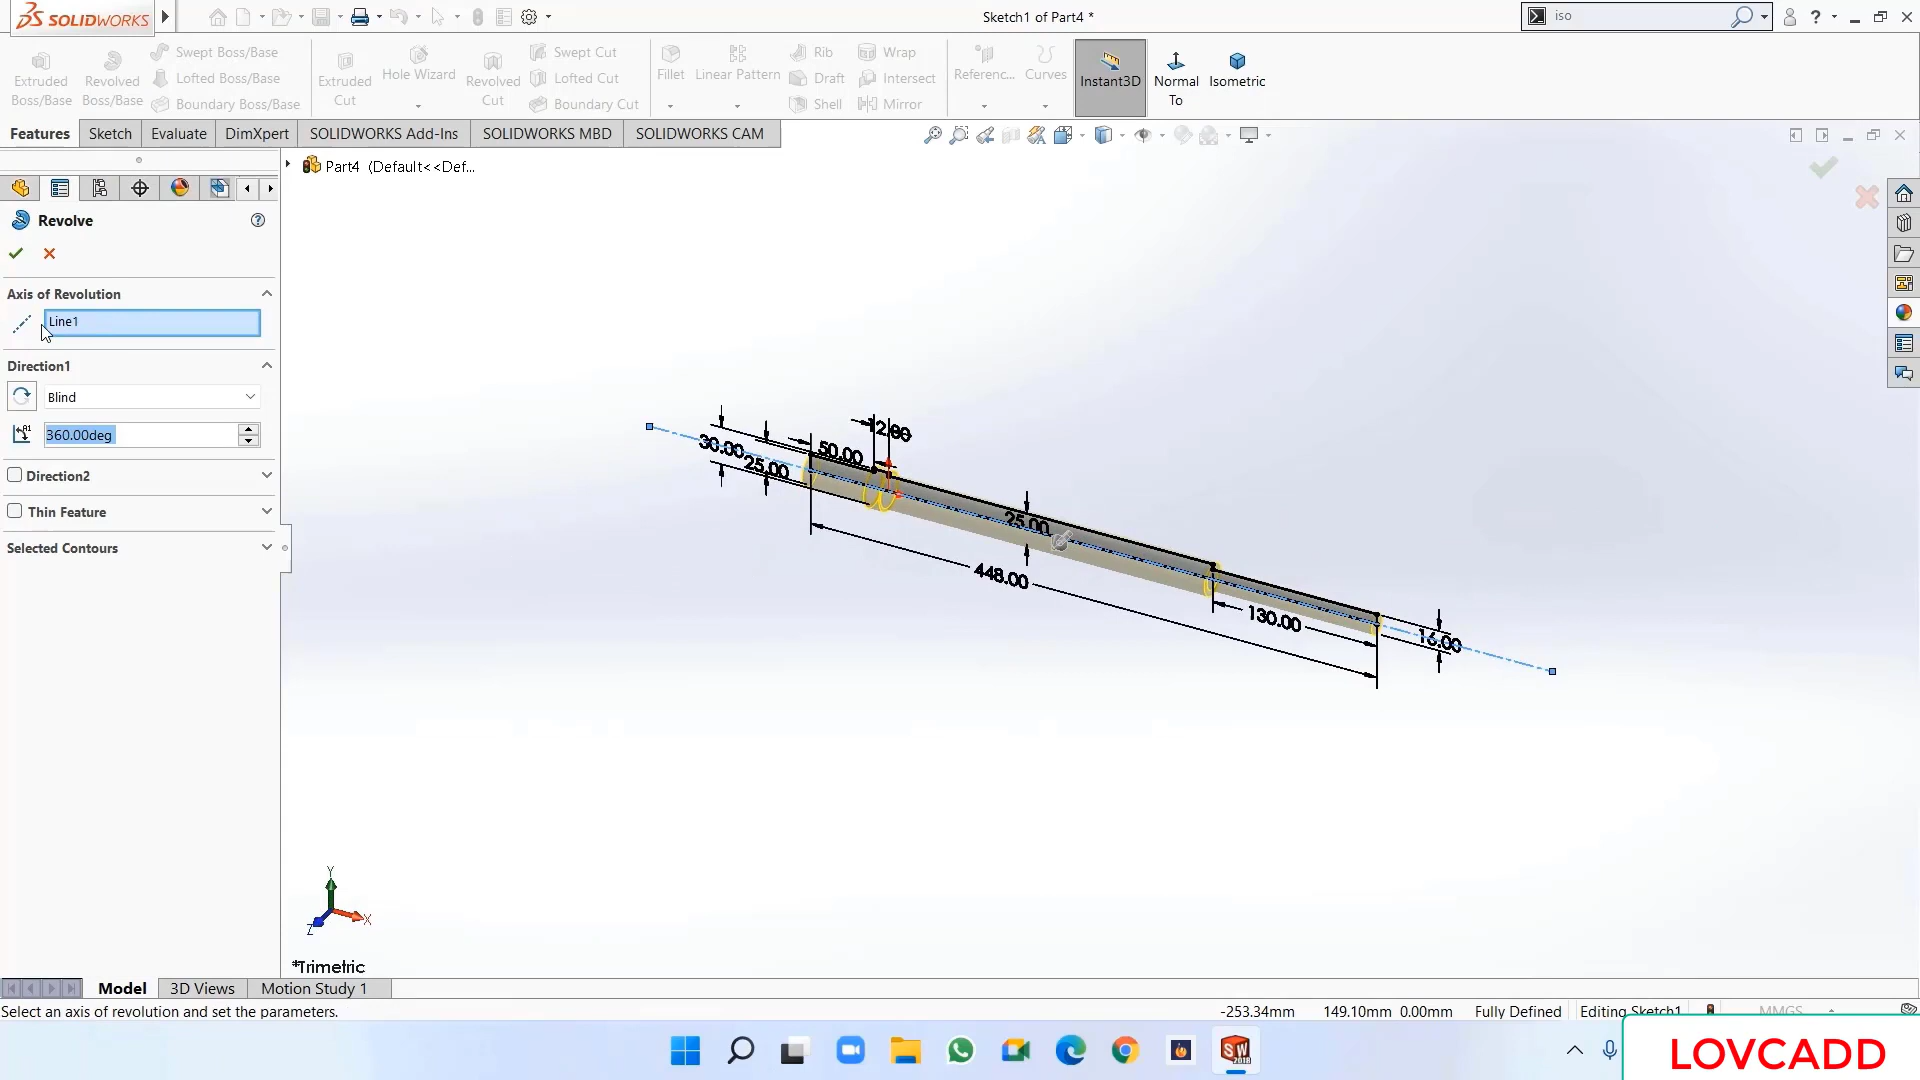 SOLIDWORKS
Sketch1 of Part4 *
iso
?
Extruded Boss/Base
Revolved Boss/Base
Swept Boss/Base
Lofted Boss/Base
Boundary Boss/Base
Extruded Cut
Hole Wizard
Revolved Cut
Swept Cut
Lofted Cut
Boundary Cut
Fillet
Linear Pattern
Rib
Draft
Shell
Wrap
Intersect
Mirror
Referenc...
Curves
Instant3D
Normal To
Isometric
Features
Sketch
Evaluate
DimXpert
SOLIDWORKS Add-Ins
SOLIDWORKS MBD
SOLIDWORKS CAM
Part4 (Default<<Def...
Revolve
Axis of Revolution
Line1
Direction1
Blind
360.00deg
Direction2
Thin Feature
Selected Contours
12.00
50.00
30.00
25.00
25.00
448.00
130.00
16.00
Y
X
Z
*Trimetric
Model
3D Views
Motion Study 1
Select an axis of revolution and set the parameters.
-253.34mm
149.10mm
0.00mm
Fully Defined
Editing Sketch1
MMGS
SW
2018
LOVCADD